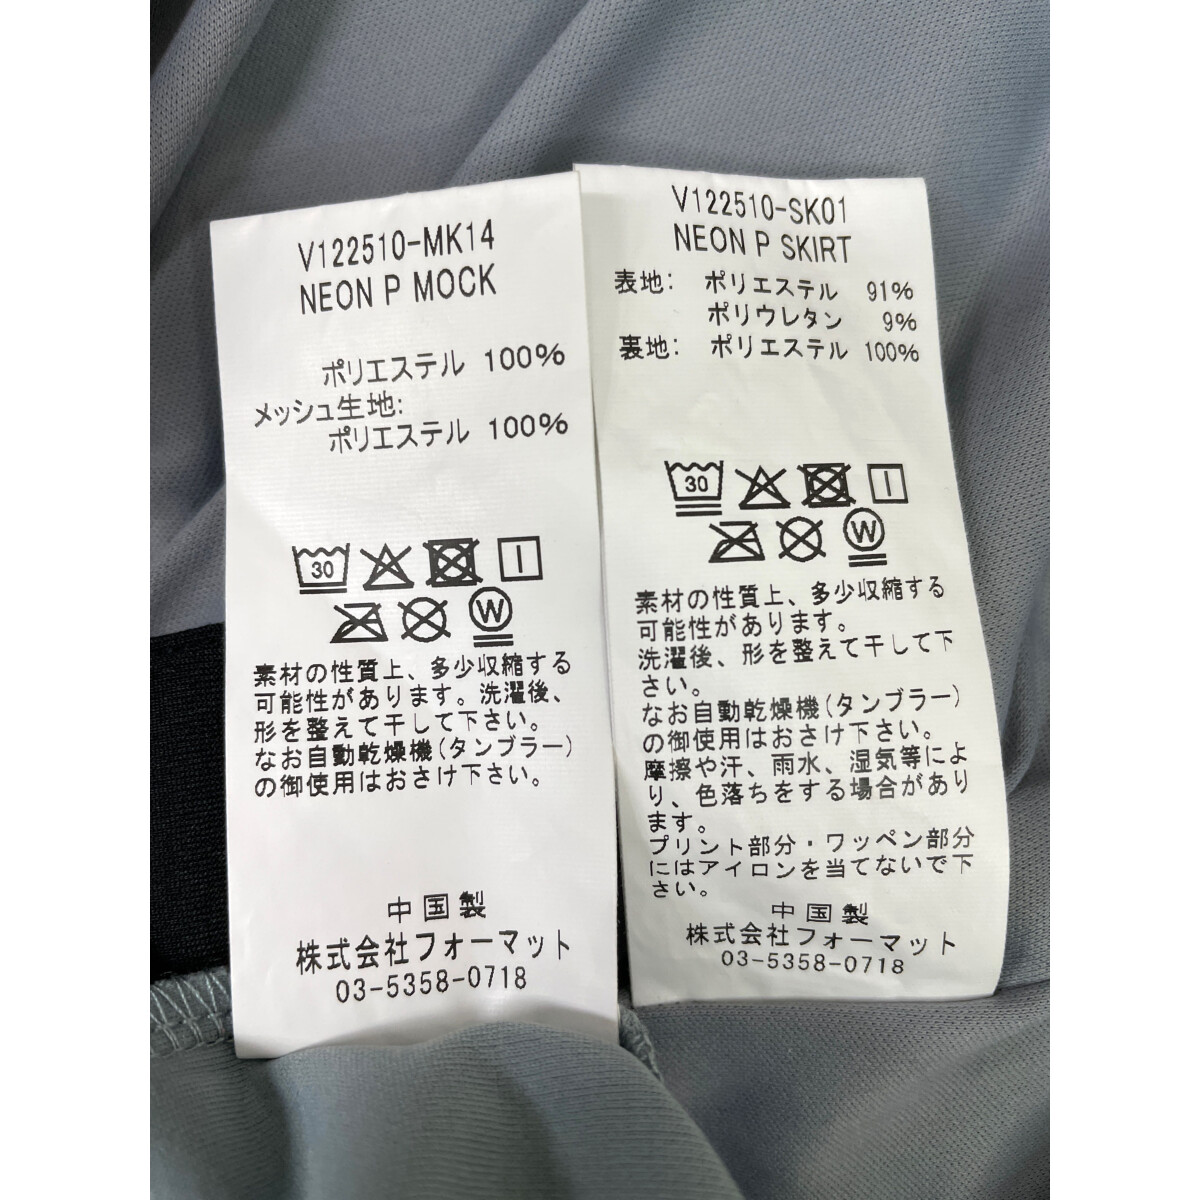 V122510-MK14
NEON P MOCK
ポリエステル 100%
メッシュ生地:
ポリエステル 100%
30
W
素材の性質上、多少収縮する
可能性があります。洗濯後、
形を整えて干して下さい。
なお自動乾燥機(タンブラー)
の御使用はおさけ下さい。
中国製
株式会社フォーマット
03-5358-0718
V122510-SK01
NEON P SKIRT
表地: ポリエステル 91%
ポリウレタン 9%
裏地: ポリエステル 100%
30
W
素材の性質上、多少収縮する
可能性があります。
洗濯後、形を整えて干して下
さい。
なお自動乾燥機(タンブラー)
の御使用はおさけ下さい。
摩擦や汗、雨水、湿気等によ
り、色落ちをする場合があり
ます。
プリント部分・ワッペン部分
にはアイロンを当てないで下
さい。
中国製
株式会社フォーマット
03-5358-0718